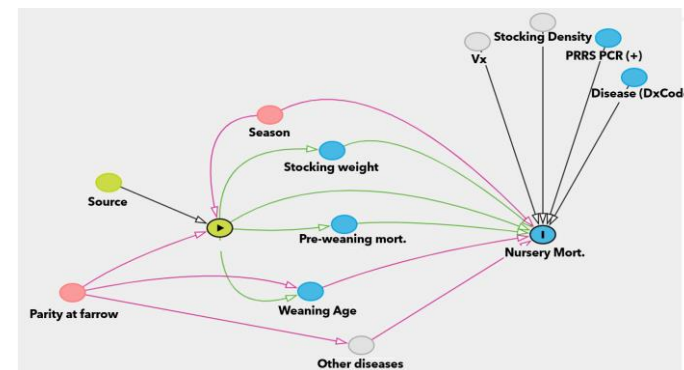 Stocking Density
Vx
PRRS PCR (+)
Disease (DxCod
Season
Stocking weight
Source
Pre-weaning mort.
Nursery Mort.
Parity at farrow
Weaning Age
Other diseases